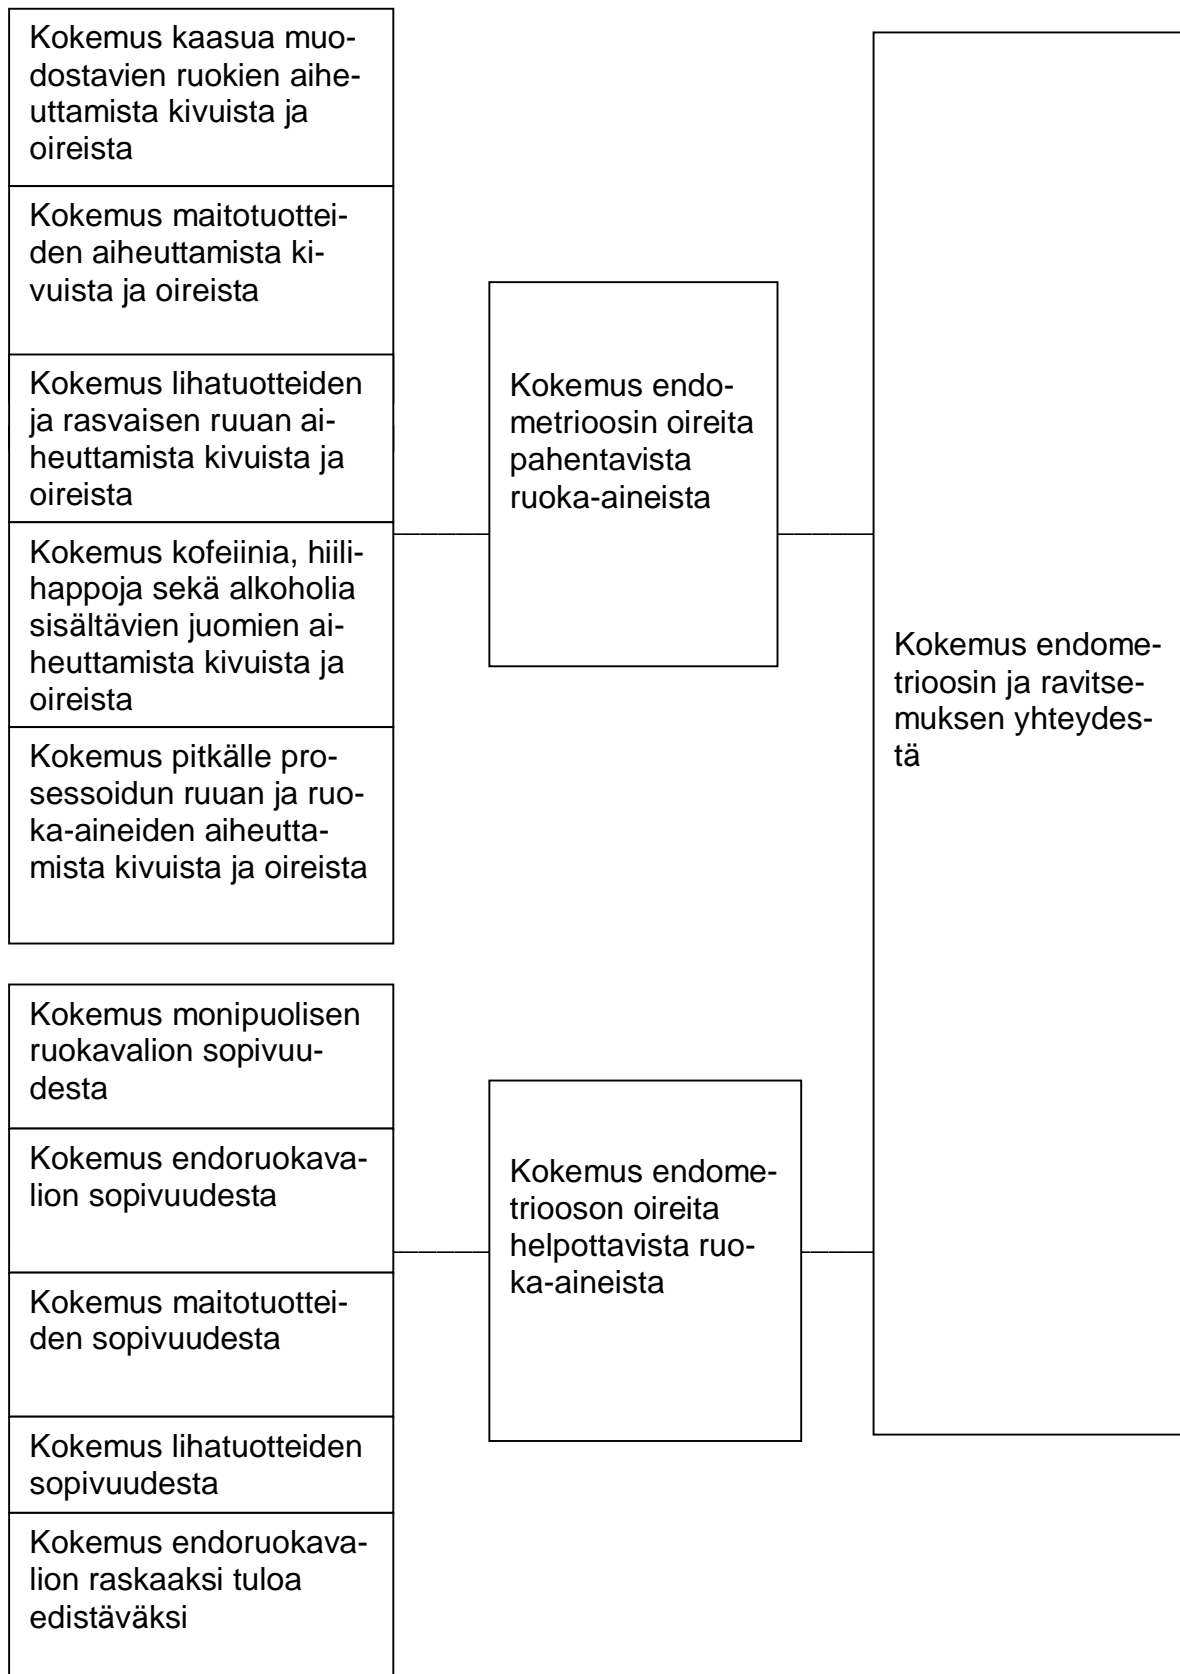 Kokemus kaasua muo-
dostavien ruokien aihe-
uttamista kivuista ja
oireista
Kokemus maitotuottei-
den aiheuttamista ki-
vuista ja oireista
Kokemus lihatuotteiden
ja rasvaisen ruuan ai-
heuttamista kivuista ja
oireista
Kokemus kofeiinia, hiili-
happoja sekä alkoholia
sisältävien juomien ai-
heuttamista kivuista ja
oireista
Kokemus pitkälle pro-
sessoidun ruuan ja ruo-
ka-aineiden aiheutta-
mista kivuista ja oireista
Kokemus endo-
metrioosin oireita
pahentavista
ruoka-aineista
Kokemus monipuolisen
ruokavalion sopivuu-
desta
Kokemus endoruokava-
lion sopivuudesta
Kokemus maitotuottei-
den sopivuudesta
Kokemus lihatuotteiden
sopivuudesta
Kokemus endoruokava-
lion raskaaksi tuloa
edistäväksi
Kokemus endome-
triooson oireita
helpottavista ruo-
ka-aineista
Kokemus endome-
trioosin ja ravitse-
muksen yhteydes-
tä